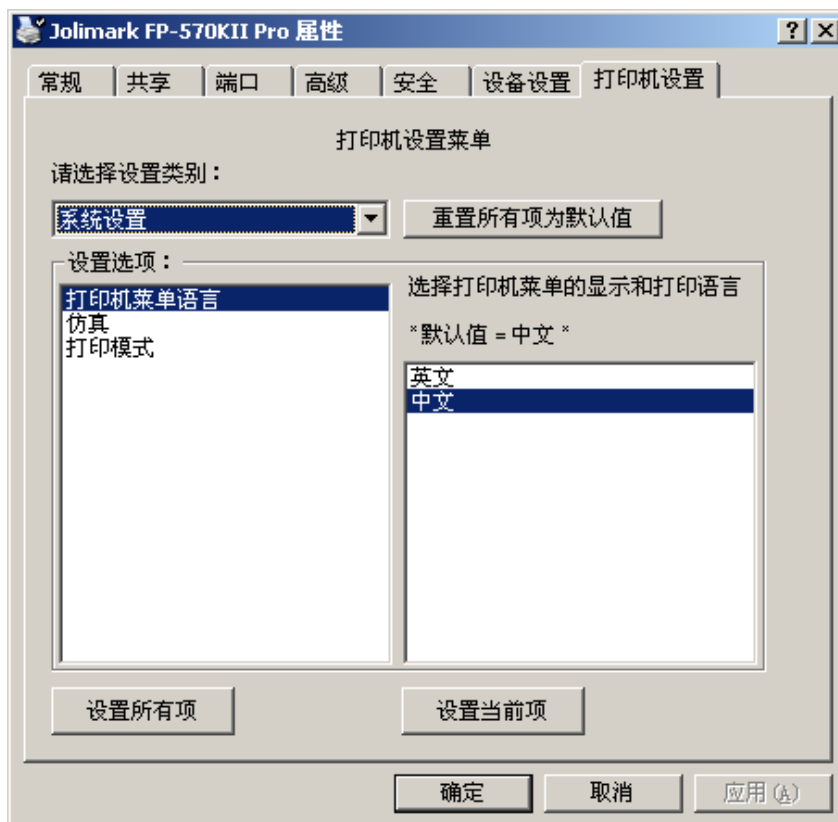 Jolimark FP-570KII Pro 属性
常规 共享 端口 高级 安全 设备设置 打印机设置
打印机设置菜单
请选择设置类别：
系统设置 重置所有项为默认值
设置选项：
打印机菜单语言
仿真
打印模式
选择打印机菜单的显示和打印语言
*默认值 = 中文 *
英文
中文
设置所有项 设置当前项
确定 取消 应用(A)